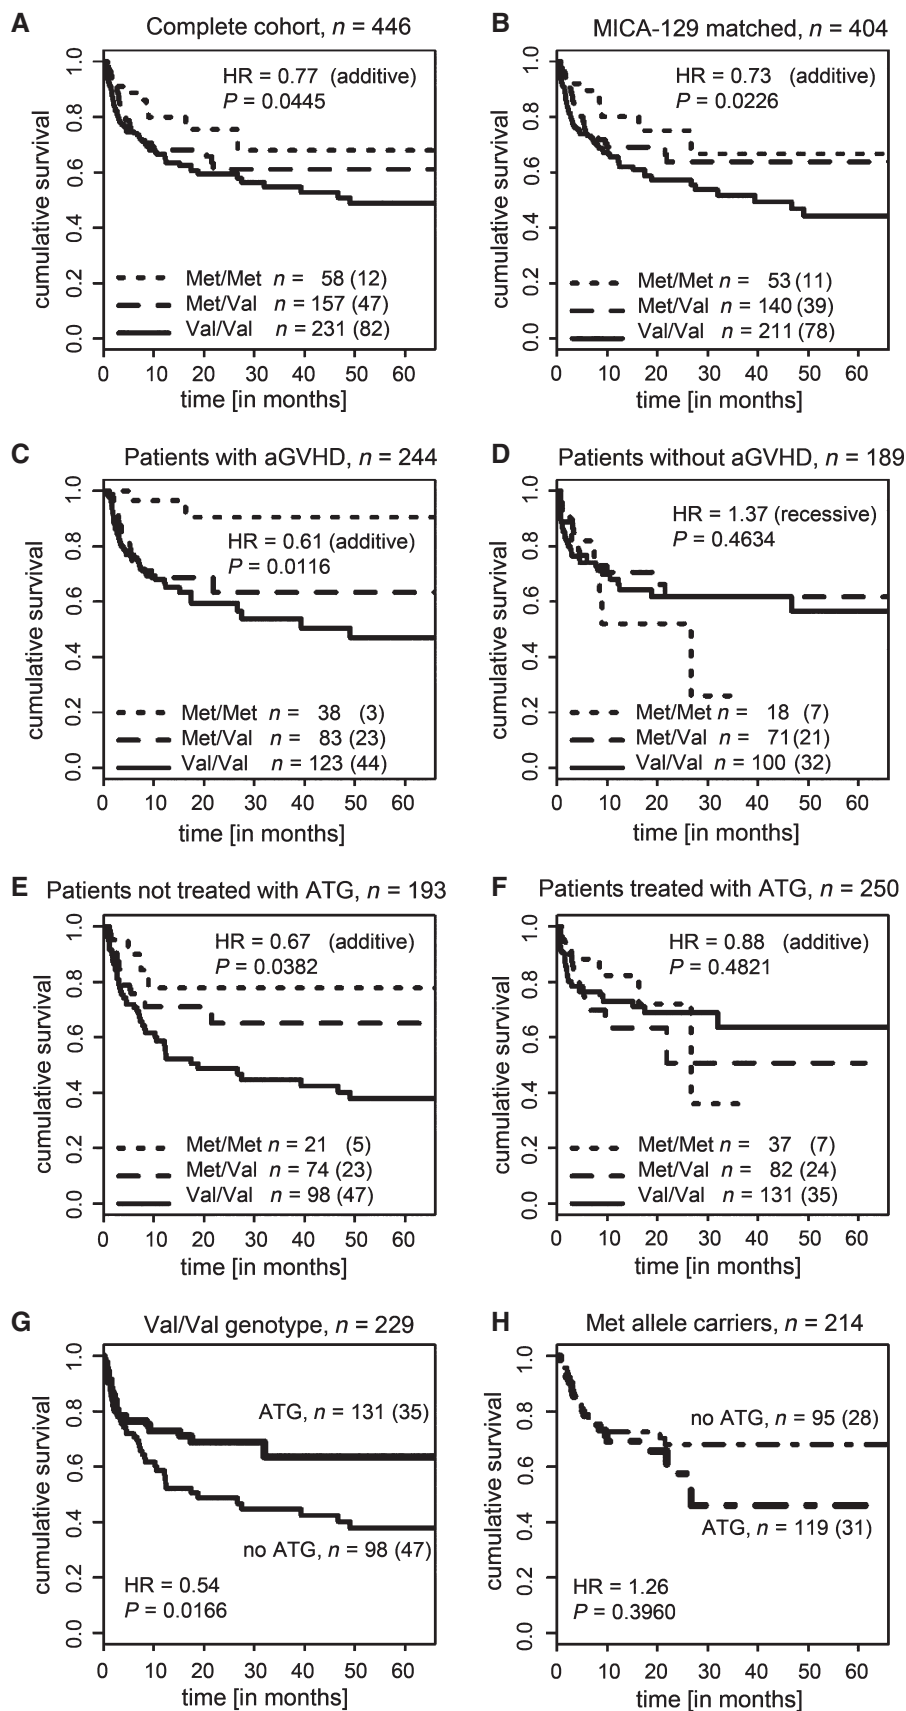 A Complete cohort, n = 446
HR = 0.77 (additive)
P = 0.0445
cumulative survival
1.0
0.8
0.6
0.4
0.2
0.0
Met/Met n = 58 (12)
Met/Val n = 157 (47)
Val/Val n = 231 (82)
0 10 20 30 40 50 60
time [in months]
B MICA-129 matched, n = 404
HR = 0.73 (additive)
P = 0.0226
cumulative survival
1.0
0.8
0.6
0.4
0.2
0.0
Met/Met n = 53 (11)
Met/Val n = 140 (39)
Val/Val n = 211 (78)
0 10 20 30 40 50 60
time [in months]
C Patients with aGVHD, n = 244
HR = 0.61 (additive)
P = 0.0116
cumulative survival
1.0
0.8
0.6
0.4
0.2
0.0
Met/Met n = 38 (3)
Met/Val n = 83 (23)
Val/Val n = 123 (44)
0 10 20 30 40 50 60
time [in months]
D Patients without aGVHD, n = 189
HR = 1.37 (recessive)
P = 0.4634
cumulative survival
1.0
0.8
0.6
0.4
0.2
0.0
Met/Met n = 18 (7)
Met/Val n = 71 (21)
Val/Val n = 100 (32)
0 10 20 30 40 50 60
time [in months]
E Patients not treated with ATG, n = 193
HR = 0.67 (additive)
P = 0.0382
cumulative survival
1.0
0.8
0.6
0.4
0.2
0.0
Met/Met n = 21 (5)
Met/Val n = 74 (23)
Val/Val n = 98 (47)
0 10 20 30 40 50 60
time [in months]
F Patients treated with ATG, n = 250
HR = 0.88 (additive)
P = 0.4821
cumulative survival
1.0
0.8
0.6
0.4
0.2
0.0
Met/Met n = 37 (7)
Met/Val n = 82 (24)
Val/Val n = 131 (35)
0 10 20 30 40 50 60
time [in months]
G Val/Val genotype, n = 229
cumulative survival
1.0
0.8
0.6
0.4
0.2
0.0
ATG, n = 131 (35)
no ATG, n = 98 (47)
HR = 0.54
P = 0.0166
0 10 20 30 40 50 60
time [in months]
H Met allele carriers, n = 214
cumulative survival
1.0
0.8
0.6
0.4
0.2
0.0
no ATG, n = 95 (28)
ATG, n = 119 (31)
HR = 1.26
P = 0.3960
0 10 20 30 40 50 60
time [in months]